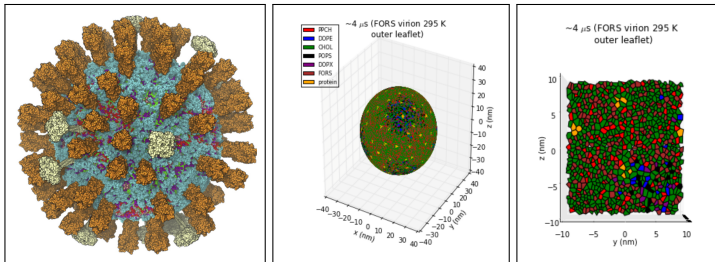 ~4 μs (FORS virion 295 K
outer leaflet)
PPCH
DOPE
CHOL
POPS
DOPX
FORS
protein
40
30
20
10
0
−10
−20
−30
−40
z (nm)
−40
−30
−20
−10
0
10
20
30
40
x (nm)
−40
−30
−20
−10
0
10
20
30
40
y (nm)
~4 μs (FORS virion 295 K
outer leaflet)
10
5
0
−5
−10
z (nm)
−10
−5
0
5
10
y (nm)